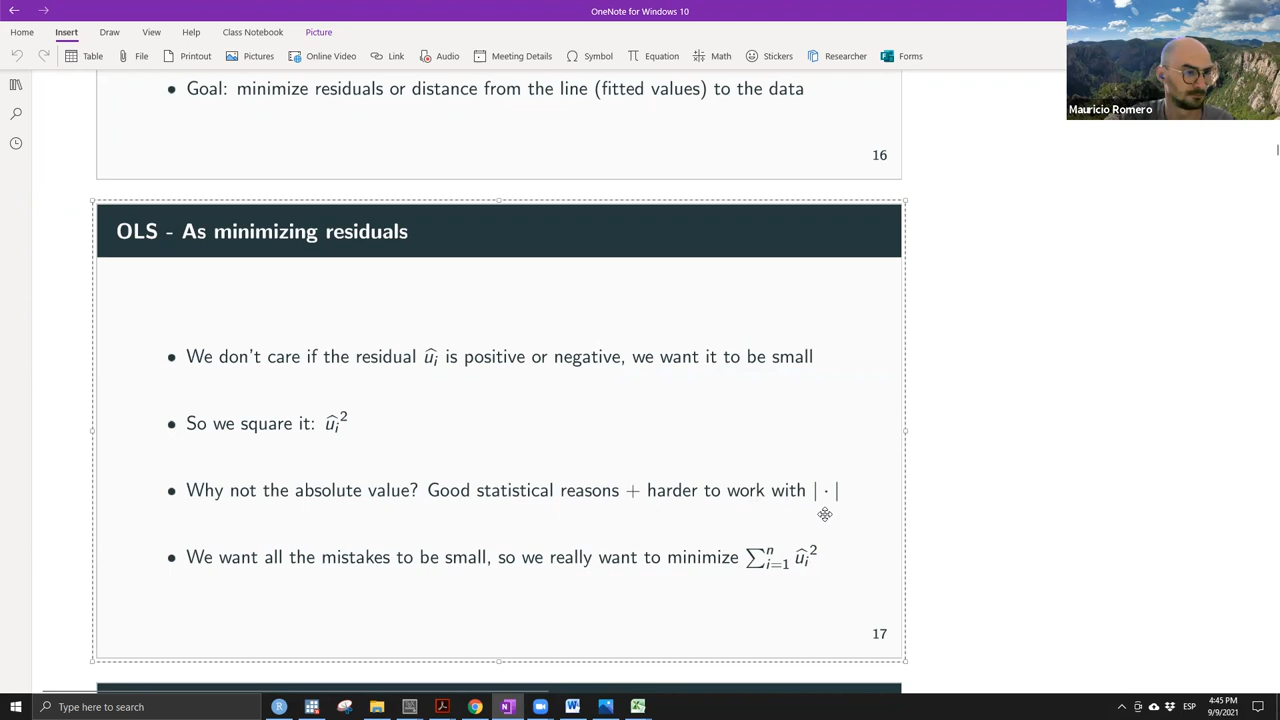 OneNote for Windows 10
Home Insert Draw View Help Class Notebook Picture
Table File Printout Pictures Online Video Link Audio Meeting Details Symbol Equation Math Stickers Researcher Forms
Mauricio Romero
• Goal: minimize residuals or distance from the line (fitted values) to the data
16
OLS - As minimizing residuals
• We don't care if the residual û_i is positive or negative, we want it to be small
• So we square it: û_i²
• Why not the absolute value? Good statistical reasons + harder to work with | · |
• We want all the mistakes to be small, so we really want to minimize ∑_{i=1}^{n} û_i²
17
Type here to search
ESP
4:45 PM
9/9/2021